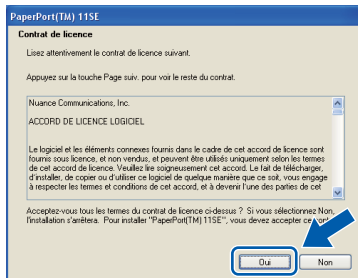 PaperPort(TM) 11SE
Contrat de licence
Lisez attentivement le contrat de licence suivant.
Appuyez sur la touche Page suiv. pour voir le reste du contrat.
Nuance Communications, Inc.
ACCORD DE LICENCE LOGICIEL
Le logiciel et les éléments connexes fournis dans le cadre de cet accord de licence sont
fournis sous licence, et non vendus, et peuvent être utilisés uniquement selon les termes
de cet accord de licence. Veuillez lire soigneusement cet accord. Le fait de télécharger,
d'installer, de copier ou d'utiliser ce logiciel de quelque manière que ce soit, vous engage
à respecter les termes et conditions de cet accord, et à devenir l'une des parties de cet
Acceptez-vous tous les termes du contrat de licence ci-dessus ? Si vous sélectionnez Non,
l'installation s'arrêtera. Pour installer "PaperPort(TM) 11SE", vous devez accepter ce
Oui Non